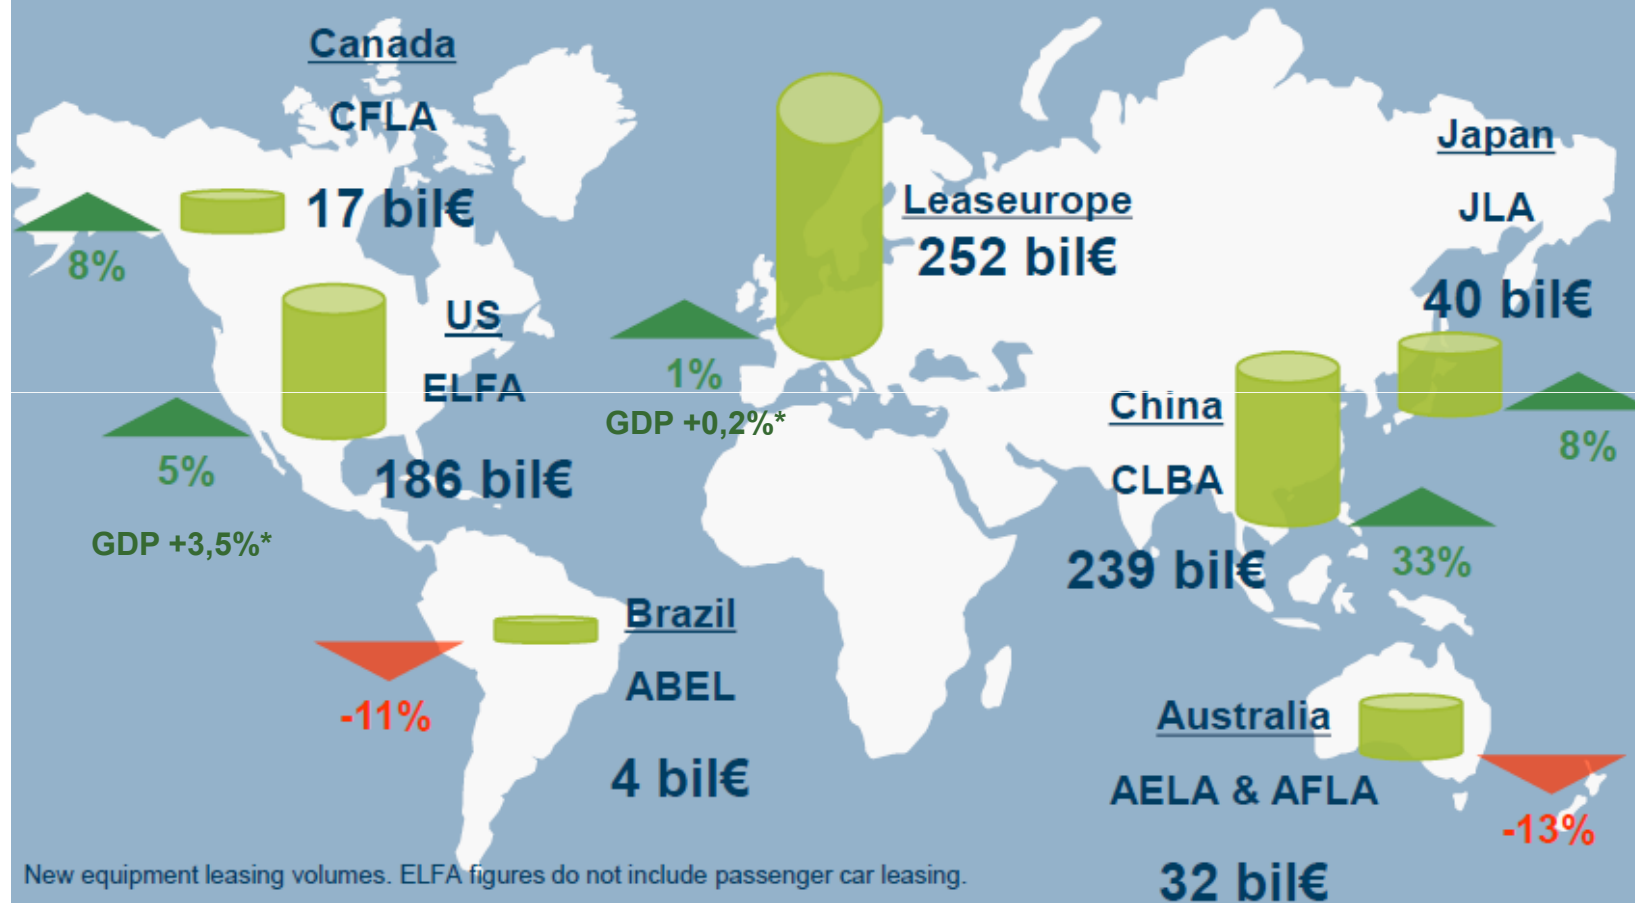 Canada
CFLA
17 bil€
8%
US
ELFA
186 bil€
5%
GDP +3,5%*
Leaseurope
252 bil€
1%
GDP +0,2%*
Japan
JLA
40 bil€
8%
China
CLBA
239 bil€
33%
Brazil
ABEL
4 bil€
-11%
Australia
AELA & AFLA
32 bil€
-13%
New equipment leasing volumes. ELFA figures do not include passenger car leasing.